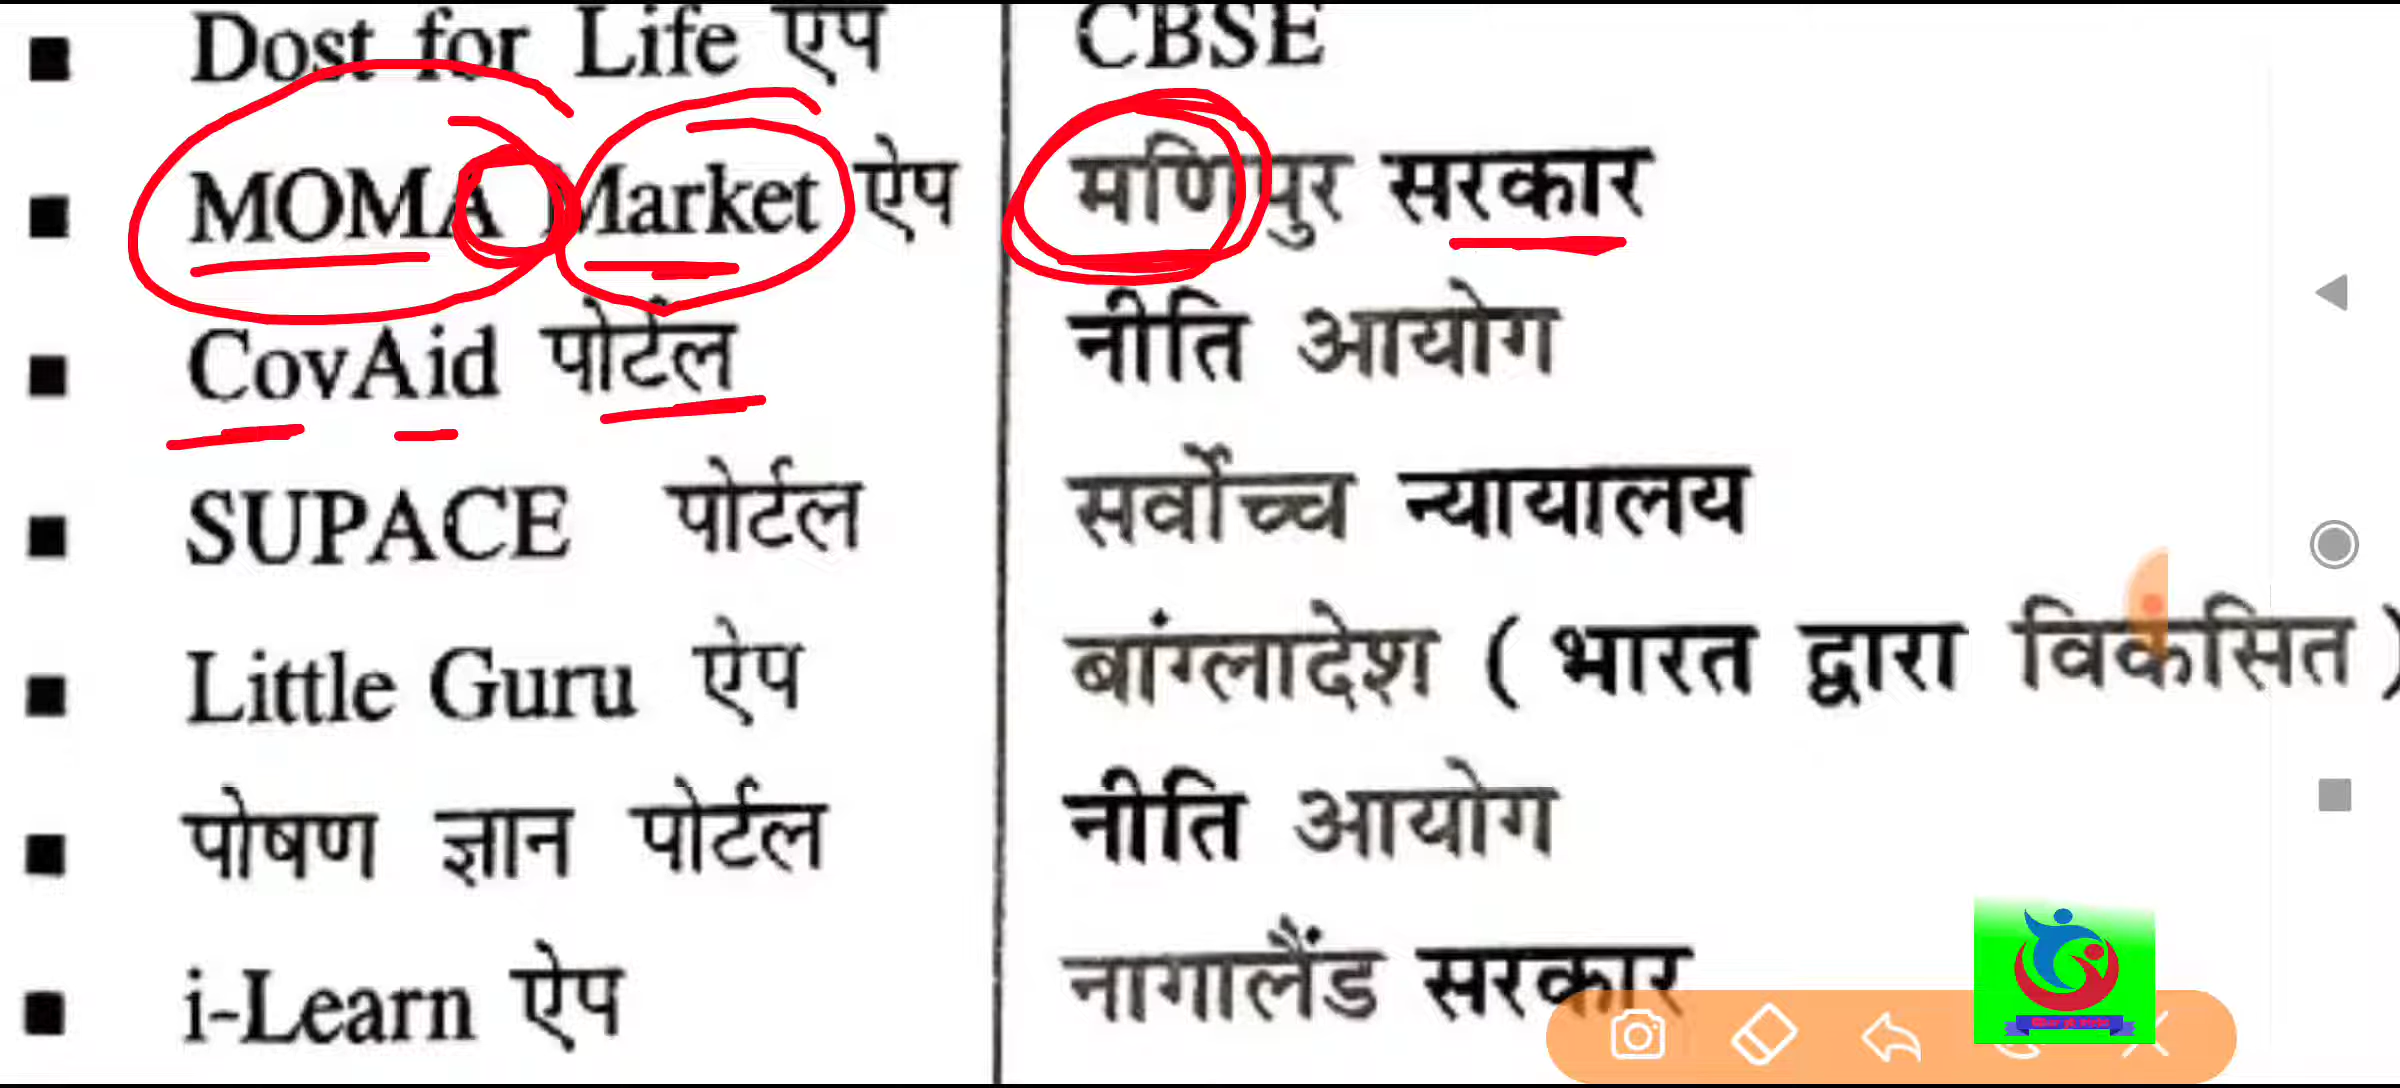 Dost for Life ऐप CBSE
MOMA Market ऐप मणिपुर सरकार
CovAid पोर्टल नीति आयोग
SUPACE पोर्टल सर्वोच्च न्यायालय
Little Guru ऐप बांग्लादेश ( भारत द्वारा विकसित )
पोषण ज्ञान पोर्टल नीति आयोग
i-Learn ऐप नागालैंड सरकार